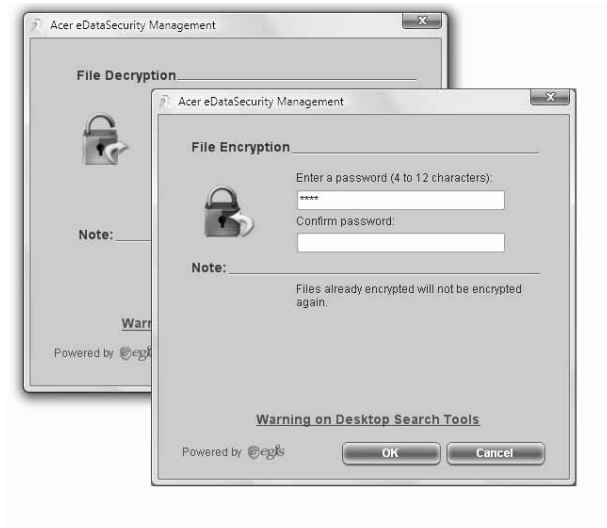 Acer eDataSecurity Management
x
File Decryption
Note:
Powered by egis
Acer eDataSecurity Management
x
File Encryption
Enter a password (4 to 12 characters):
****
Confirm password:
Note:
Files already encrypted will not be encrypted
again.
Warning on Desktop Search Tools
Powered by egis
OK
Cancel